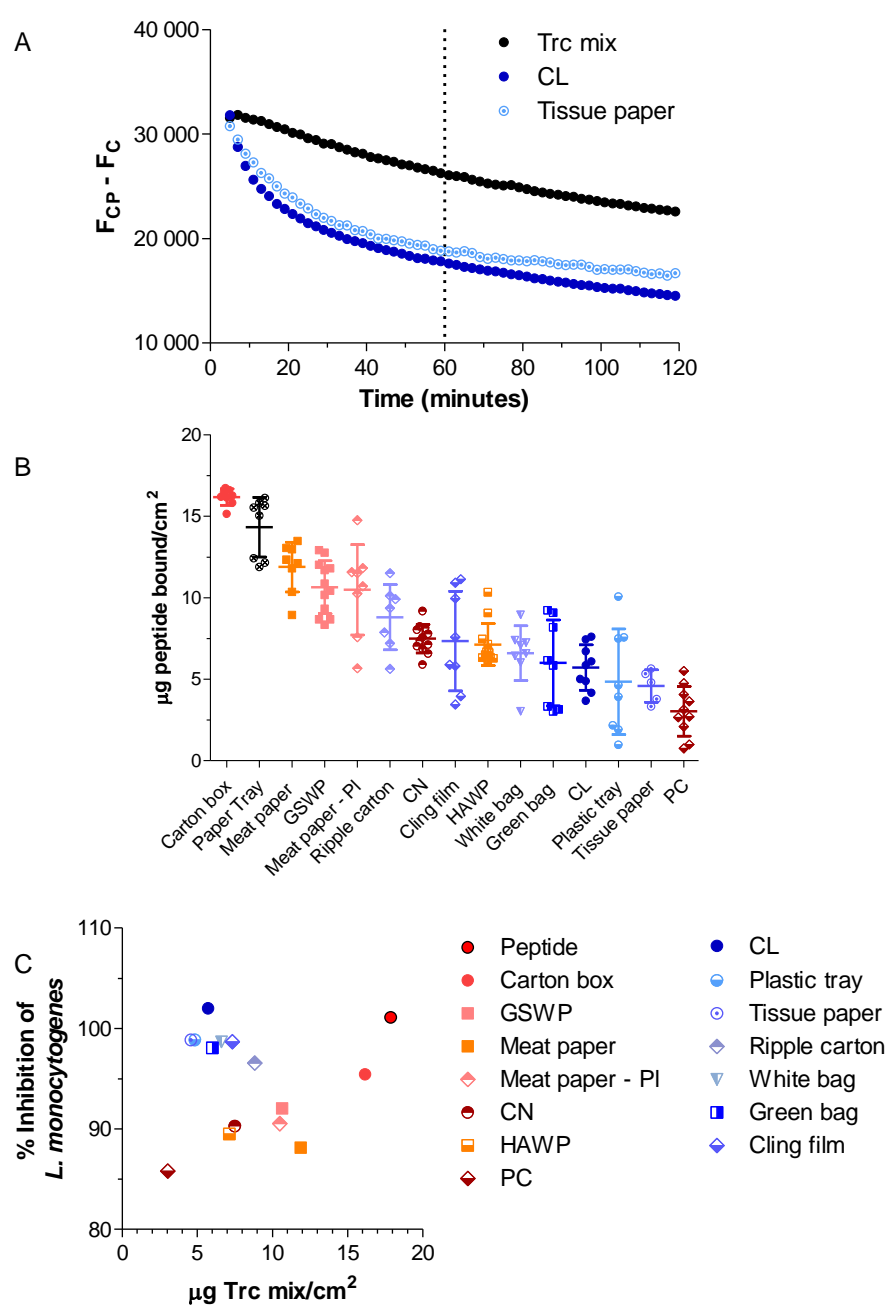 A
40 000
30 000
20 000
10 000
FCP - FC
0 20 40 60 80 100 120
Time (minutes)
Trc mix
CL
Tissue paper
B
20
15
10
5
0
μg peptide bound/cm2
Carton box
Paper Tray
Meat paper
GSWP
Meat paper - PI
Ripple carton
CN
Cling film
HAWP
White bag
Green bag
CL
Plastic tray
Tissue paper
PC
C
110
100
90
80
% Inhibition of
L. monocytogenes
0 5 10 15 20
μg Trc mix/cm2
Peptide
Carton box
GSWP
Meat paper
Meat paper - PI
CN
HAWP
PC
CL
Plastic tray
Tissue paper
Ripple carton
White bag
Green bag
Cling film